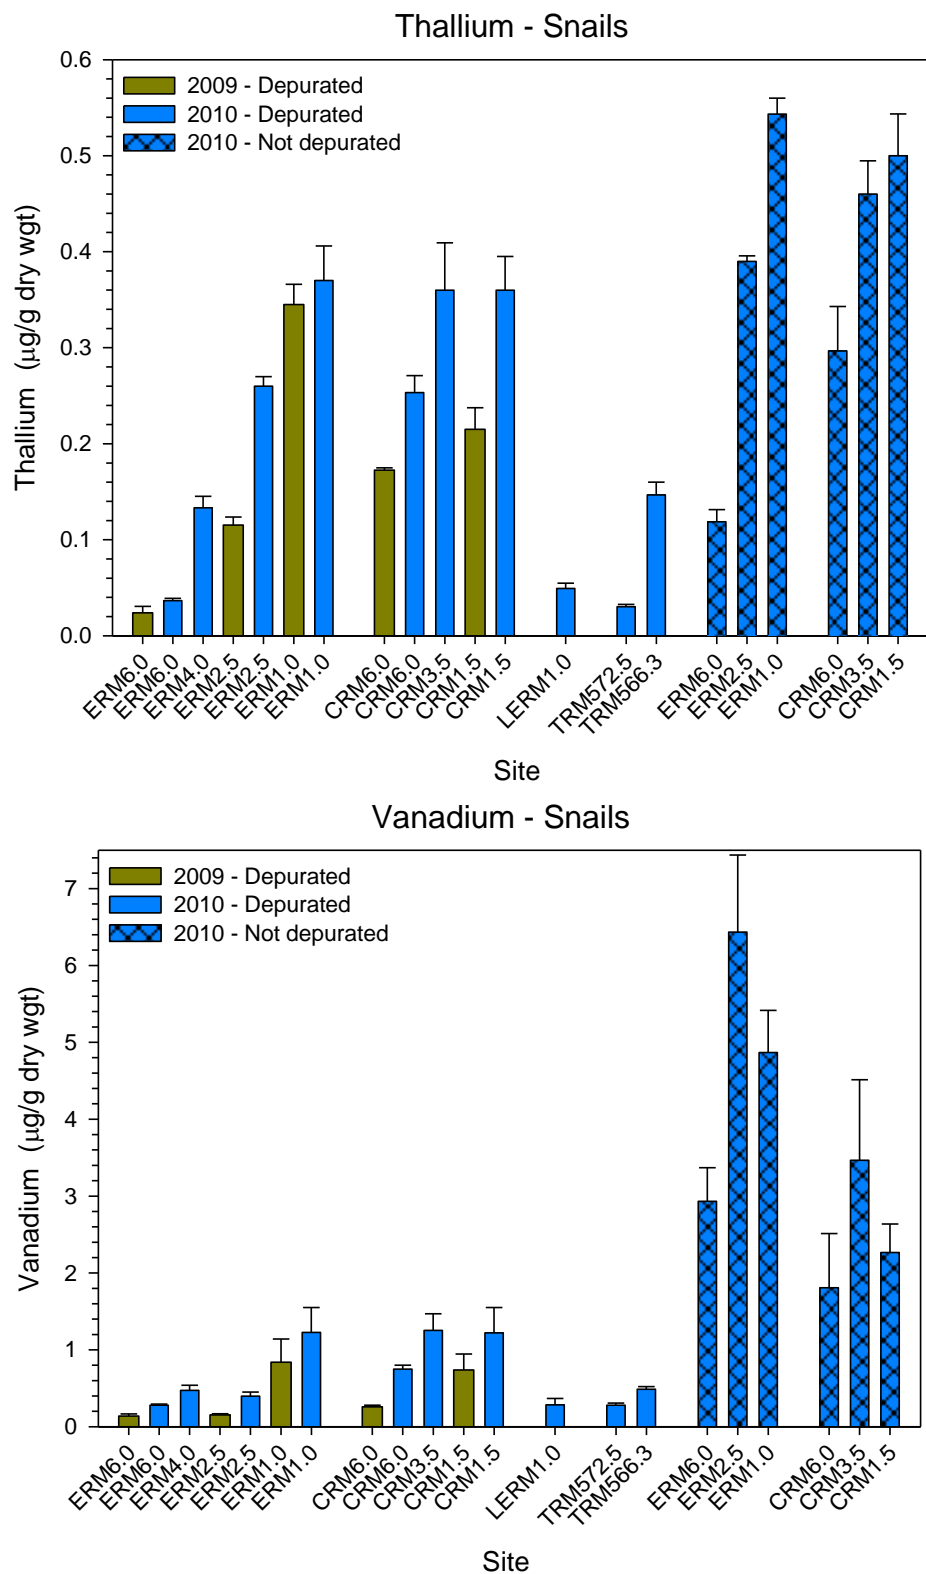 Thallium - Snails
0.6
0.5
0.4
0.3
0.2
0.1
0.0
Thallium (µg/g dry wgt)
2009 - Depurated
2010 - Depurated
2010 - Not depurated
ERM6.0
ERM6.0
ERM4.0
ERM2.5
ERM2.5
ERM1.0
ERM1.0
CRM6.0
CRM6.0
CRM3.5
CRM1.5
CRM1.5
LERM1.0
TRM572.5
TRM566.3
ERM6.0
ERM2.5
ERM1.0
CRM6.0
CRM3.5
CRM1.5
Site
Vanadium - Snails
7
6
5
4
3
2
1
0
Vanadium (µg/g dry wgt)
2009 - Depurated
2010 - Depurated
2010 - Not depurated
ERM6.0
ERM6.0
ERM4.0
ERM2.5
ERM2.5
ERM1.0
ERM1.0
CRM6.0
CRM6.0
CRM3.5
CRM1.5
CRM1.5
LERM1.0
TRM572.5
TRM566.3
ERM6.0
ERM2.5
ERM1.0
CRM6.0
CRM3.5
CRM1.5
Site